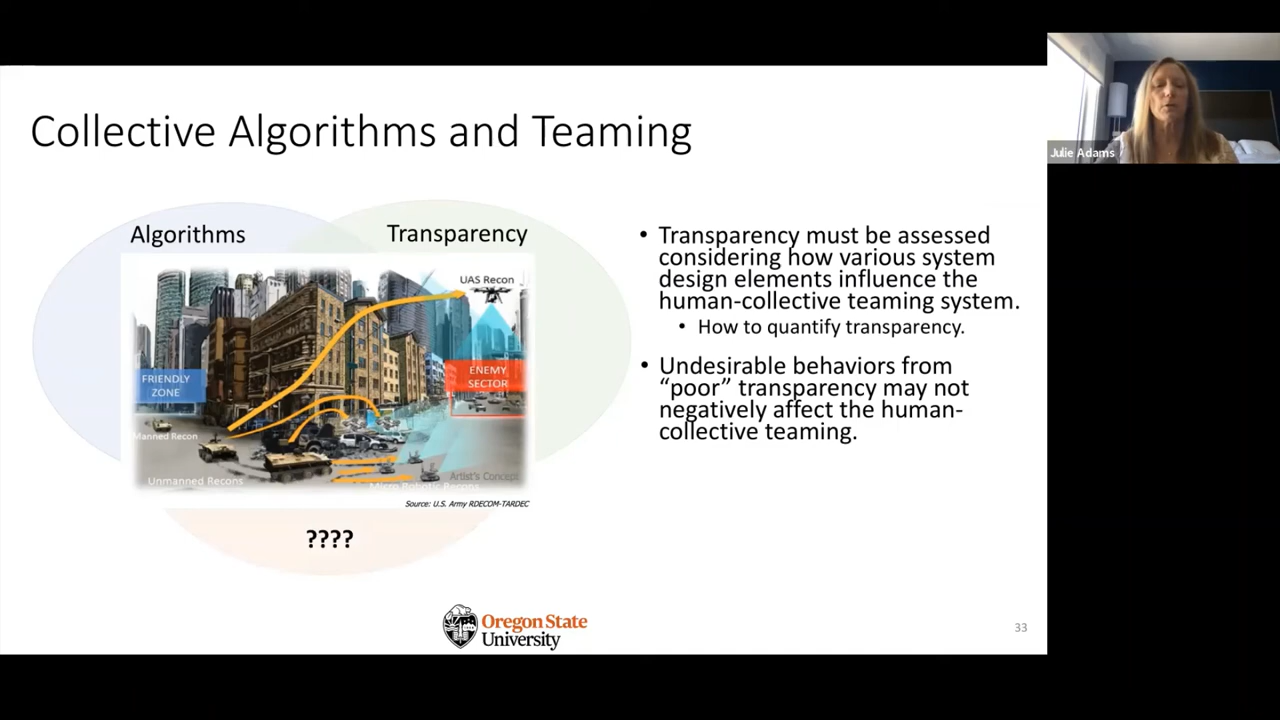 Collective Algorithms and Teaming
Julie Adams
Algorithms
Transparency
UAS Recon
FRIENDLY
ZONE
ENEMY
SECTOR
Manned Recon
Unmanned Recons
Artist's Concept
Micro Robotic Recons
Source: U.S. Army RDECOM-TARDEC
????
• Transparency must be assessed
considering how various system
design elements influence the
human-collective teaming system.
• How to quantify transparency.
• Undesirable behaviors from
“poor” transparency may not
negatively affect the human-
collective teaming.
Oregon State
University
33